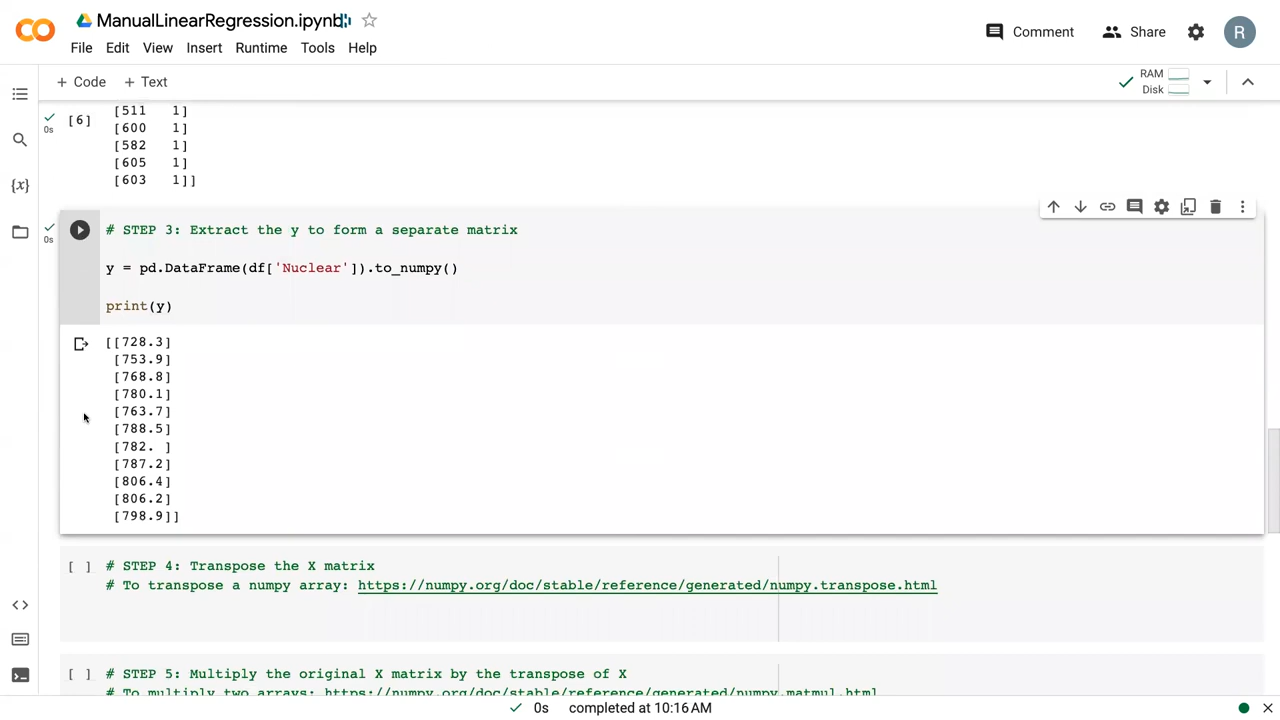 ManualLinearRegression.ipynb
File Edit View Insert Runtime Tools Help
Comment
Share
R
+ Code + Text
RAM
Disk
0s
[6]
[511   1]
[600   1]
[582   1]
[605   1]
[603   1]]
0s
# STEP 3: Extract the y to form a separate matrix
y = pd.DataFrame(df['Nuclear']).to_numpy()
print(y)
[[728.3]
[753.9]
[768.8]
[780.1]
[763.7]
[788.5]
[782. ]
[787.2]
[806.4]
[806.2]
[798.9]]
[ ] # STEP 4: Transpose the X matrix
# To transpose a numpy array: https://numpy.org/doc/stable/reference/generated/numpy.transpose.html
[ ] # STEP 5: Multiply the original X matrix by the transpose of X
# To multiply two arrays: https://numpy.org/doc/stable/reference/generated/numpy.matmul.html
0s completed at 10:16 AM